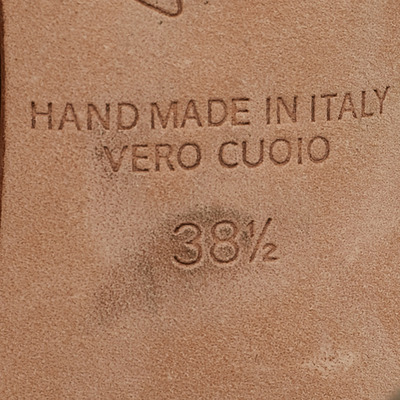 HAND MADE IN ITALY
VERO CUOIO
38½